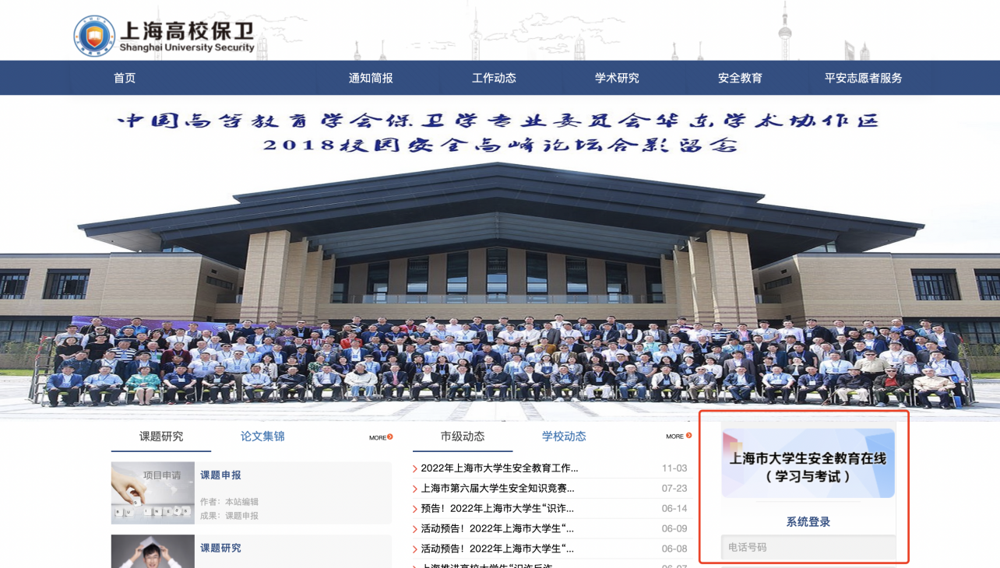 上海高校保卫
Shanghai University Security
首页
通知简报
工作动态
学术研究
安全教育
平安志愿者服务
中国高等教育学会保卫学专业委员会华东学术协作区
2018校园安全高峰论坛合影留念
课题研究
论文集锦
MORE
项目申请
课题申报
作者：本站编辑
成果：课题申报
课题研究
市级动态
学校动态
MORE
2022年上海市大学生安全教育工作... 11-03
上海市第六届大学生安全知识竞赛... 07-23
预告！2022年上海市大学生“识诈... 06-14
活动预告！2022年上海市大学生“... 06-09
活动预告！2022年上海市大学生“... 06-08
上海市大学生安全教育在线
（学习与考试）
系统登录
电话号码